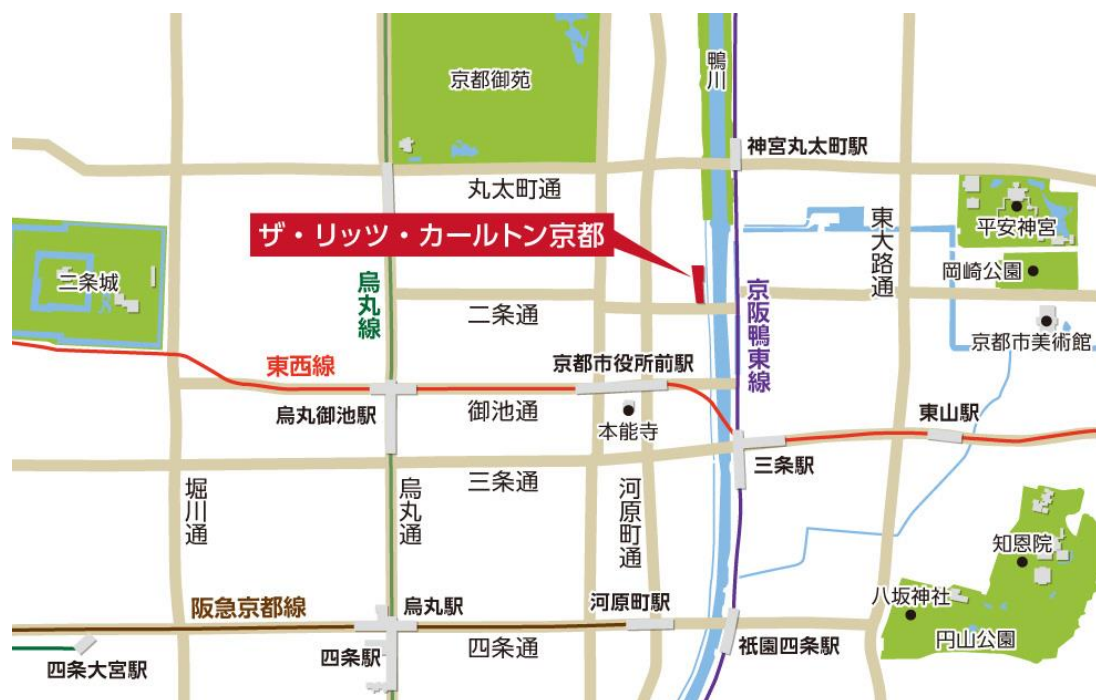 京都御苑
鴨川
神宮丸太町駅
丸太町通
平安神宮
ザ・リッツ・カールトン京都
東大路通
岡崎公園
二条城
烏丸線
二条通
京阪鴨東線
京都市美術館
東西線
京都市役所前駅
烏丸御池駅
御池通
本能寺
東山駅
三条駅
三条通
堀川通
烏丸通
河原町通
知恩院
八坂神社
阪急京都線
烏丸駅
河原町駅
円山公園
四条大宮駅
四条駅
四条通
祇園四条駅